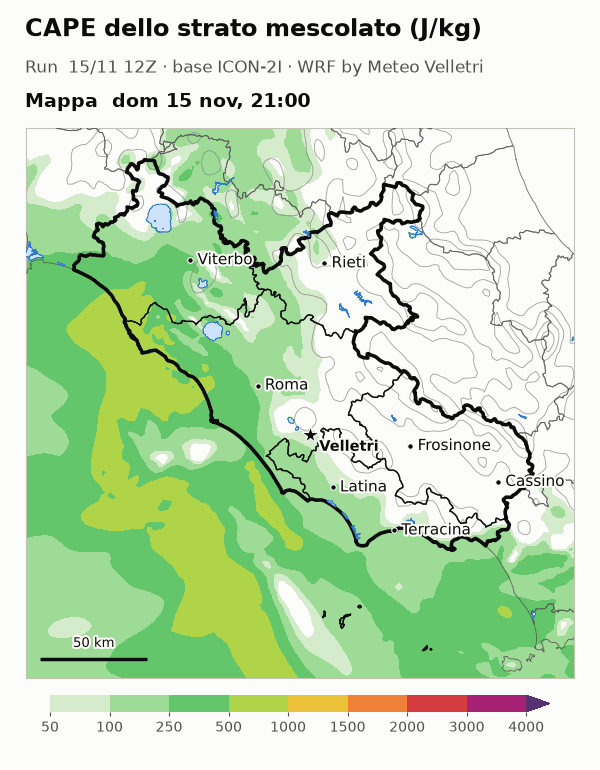 CAPE dello strato mescolato (J/kg)
Run  15/11 12Z · base ICON-2I · WRF by Meteo Velletri
Mappa  dom 15 nov, 21:00
Viterbo
Rieti
Roma
Velletri
Frosinone
Latina
Cassino
Terracina
50 km
50 100 250 500 1000 1500 2000 3000 4000